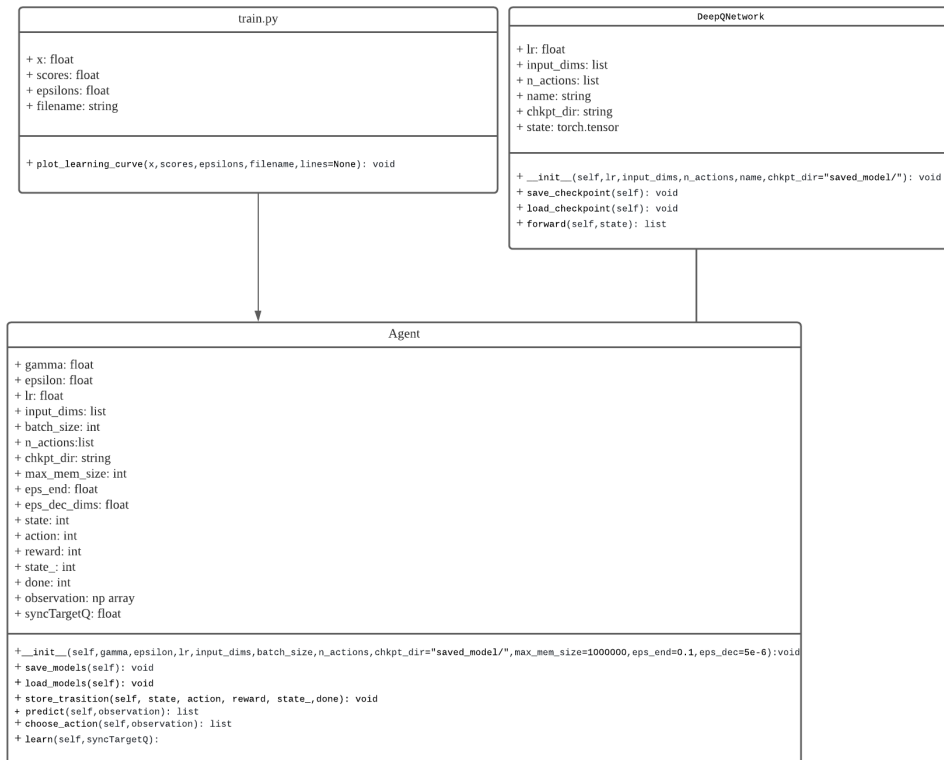 train.py
+ x: float
+ scores: float
+ epsilons: float
+ filename: string
+ plot_learning_curve(x,scores,epsilons,filename,lines=None): void
DeepQNetwork
+ lr: float
+ input_dims: list
+ n_actions: list
+ name: string
+ chkpt_dir: string
+ state: torch.tensor
+ __init__(self,lr,input_dims,n_actions,name,chkpt_dir="saved_model/"): void
+ save_checkpoint(self): void
+ load_checkpoint(self): void
+ forward(self,state): list
Agent
+ gamma: float
+ epsilon: float
+ lr: float
+ input_dims: list
+ batch_size: int
+ n_actions:list
+ chkpt_dir: string
+ max_mem_size: int
+ eps_end: float
+ eps_dec_dims: float
+ state: int
+ action: int
+ reward: int
+ state_: int
+ done: int
+ observation: np array
+ syncTargetQ: float
+__init__(self,gamma,epsilon,lr,input_dims,batch_size,n_actions,chkpt_dir="saved_model/",max_mem_size=1000000,eps_end=0.1,eps_dec=5e-6):void
+ save_models(self): void
+ load_models(self): void
+ store_trasition(self, state, action, reward, state_,done): void
+ predict(self,observation): list
+ choose_action(self,observation): list
+ learn(self,syncTargetQ):